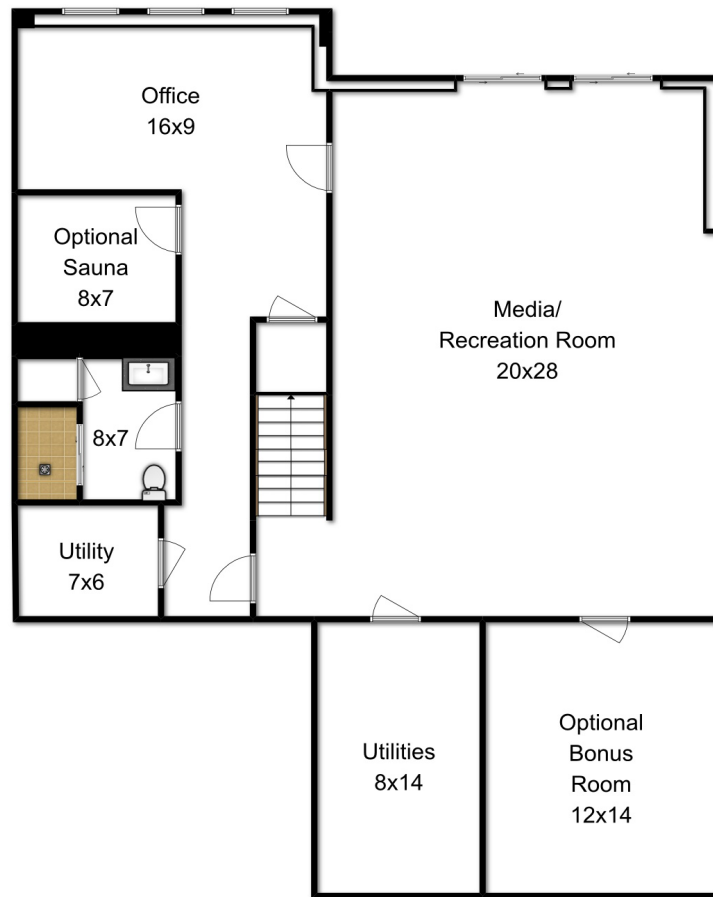 Office
16x9
Optional
Sauna
8x7
Media/
Recreation Room
20x28
8x7
Utility
7x6
Utilities
8x14
Optional
Bonus
Room
12x14